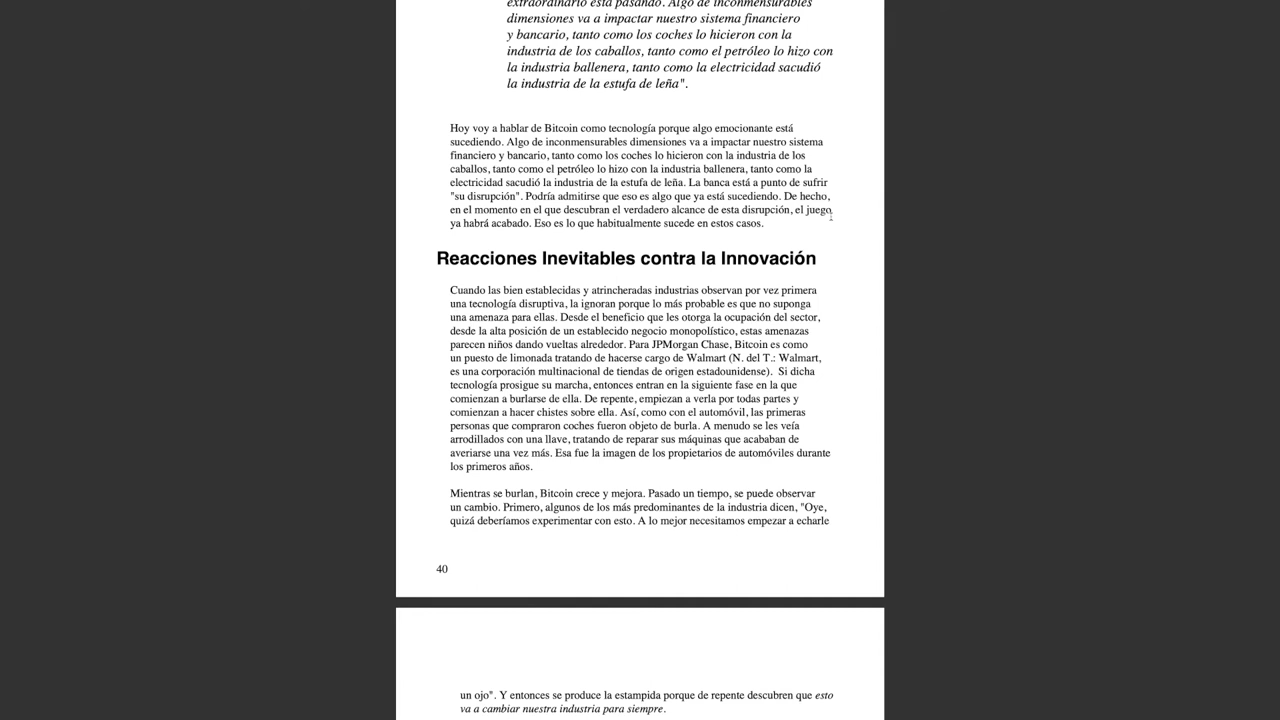 extraordinario está pasando. Algo de inconmensurables
dimensiones va a impactar nuestro sistema financiero
y bancario, tanto como los coches lo hicieron con la
industria de los caballos, tanto como el petróleo lo hizo con
la industria ballenera, tanto como la electricidad sacudió
la industria de la estufa de leña".
Hoy voy a hablar de Bitcoin como tecnología porque algo emocionante está
sucediendo. Algo de inconmensurables dimensiones va a impactar nuestro sistema
financiero y bancario, tanto como los coches lo hicieron con la industria de los
caballos, tanto como el petróleo lo hizo con la industria ballenera, tanto como la
electricidad sacudió la industria de la estufa de leña. La banca está a punto de sufrir
"su disrupción". Podría admitirse que eso es algo que ya está sucediendo. De hecho,
en el momento en el que descubran el verdadero alcance de esta disrupción, el juego
ya habrá acabado. Eso es lo que habitualmente sucede en estos casos.
Reacciones Inevitables contra la Innovación
Cuando las bien establecidas y atrincheradas industrias observan por vez primera
una tecnología disruptiva, la ignoran porque lo más probable es que no suponga
una amenaza para ellas. Desde el beneficio que les otorga la ocupación del sector,
desde la alta posición de un establecido negocio monopolístico, estas amenazas
parecen niños dando vueltas alrededor. Para JPMorgan Chase, Bitcoin es como
un puesto de limonada tratando de hacerse cargo de Walmart (N. del T.: Walmart,
es una corporación multinacional de tiendas de origen estadounidense).  Si dicha
tecnología prosigue su marcha, entonces entran en la siguiente fase en la que
comienzan a burlarse de ella. De repente, empiezan a verla por todas partes y
comienzan a hacer chistes sobre ella. Así, como con el automóvil, las primeras
personas que compraron coches fueron objeto de burla. A menudo se les veía
arrodillados con una llave, tratando de reparar sus máquinas que acababan de
averiarse una vez más. Esa fue la imagen de los propietarios de automóviles durante
los primeros años.
Mientras se burlan, Bitcoin crece y mejora. Pasado un tiempo, se puede observar
un cambio. Primero, algunos de los más predominantes de la industria dicen, "Oye,
quizá deberíamos experimentar con esto. A lo mejor necesitamos empezar a echarle
40
un ojo". Y entonces se produce la estampida porque de repente descubren que esto
va a cambiar nuestra industria para siempre.